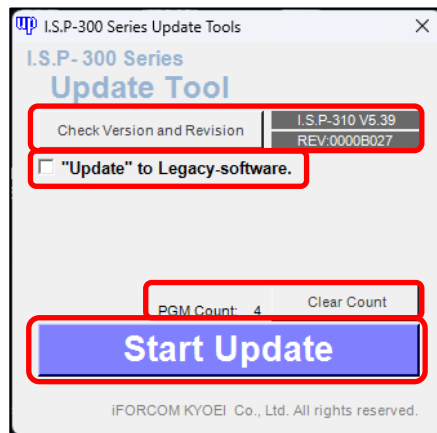 I.S.P-300 Series Update Tools
I.S.P- 300 Series
Update Tool
Check Version and Revision
I.S.P-310 V5.39
REV:0000B027
"Update" to Legacy-software.
PGM Count: 4
Clear Count
Start Update
iFORCOM KYOEI Co., Ltd. All rights reserved.